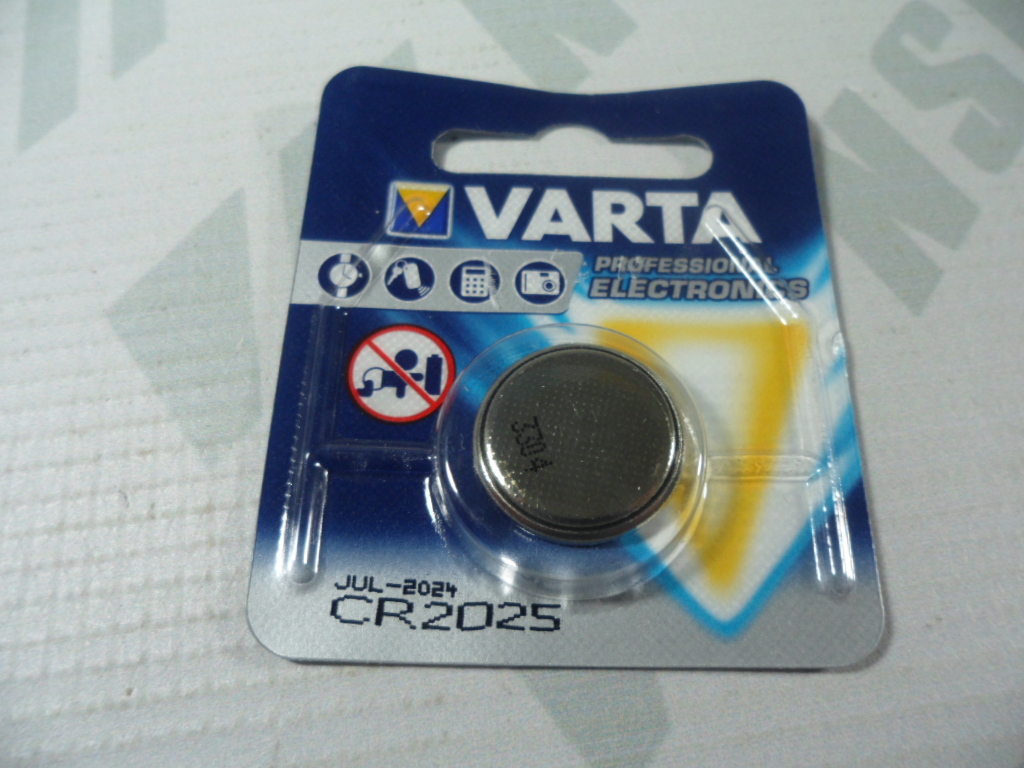 VARTA
PROFESSIONAL
ELECTRONICS
3304
JUL-2024
CR2025